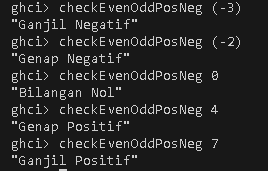 ghci> checkEvenOddPosNeg (-3)
"Ganjil Negatif"
ghci> checkEvenOddPosNeg (-2)
"Genap Negatif"
ghci> checkEvenOddPosNeg 0
"Bilangan Nol"
ghci> checkEvenOddPosNeg 4
"Genap Positif"
ghci> checkEvenOddPosNeg 7
"Ganjil Positif"